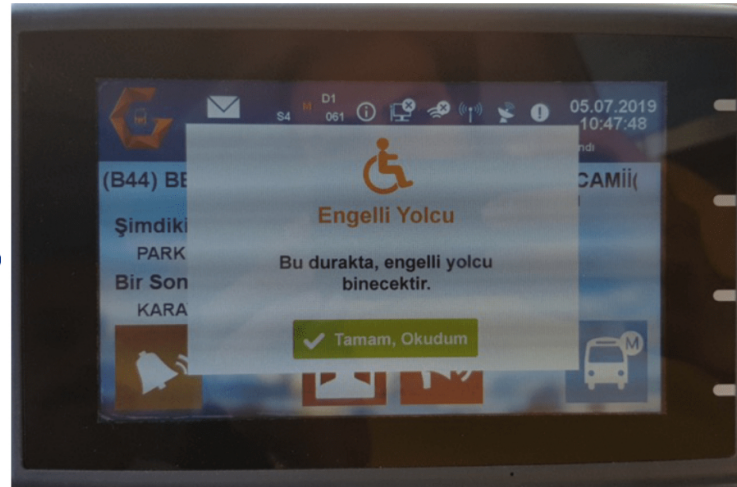 D1
S4 M 061
05.07.2019
10:47:48
ndı
(B44) BE
CAMİİ(
Engelli Yolcu
Şimdiki
PARK
Bu durakta, engelli yolcu
binecektir.
Bir Son
KARA
Tamam, Okudum
M